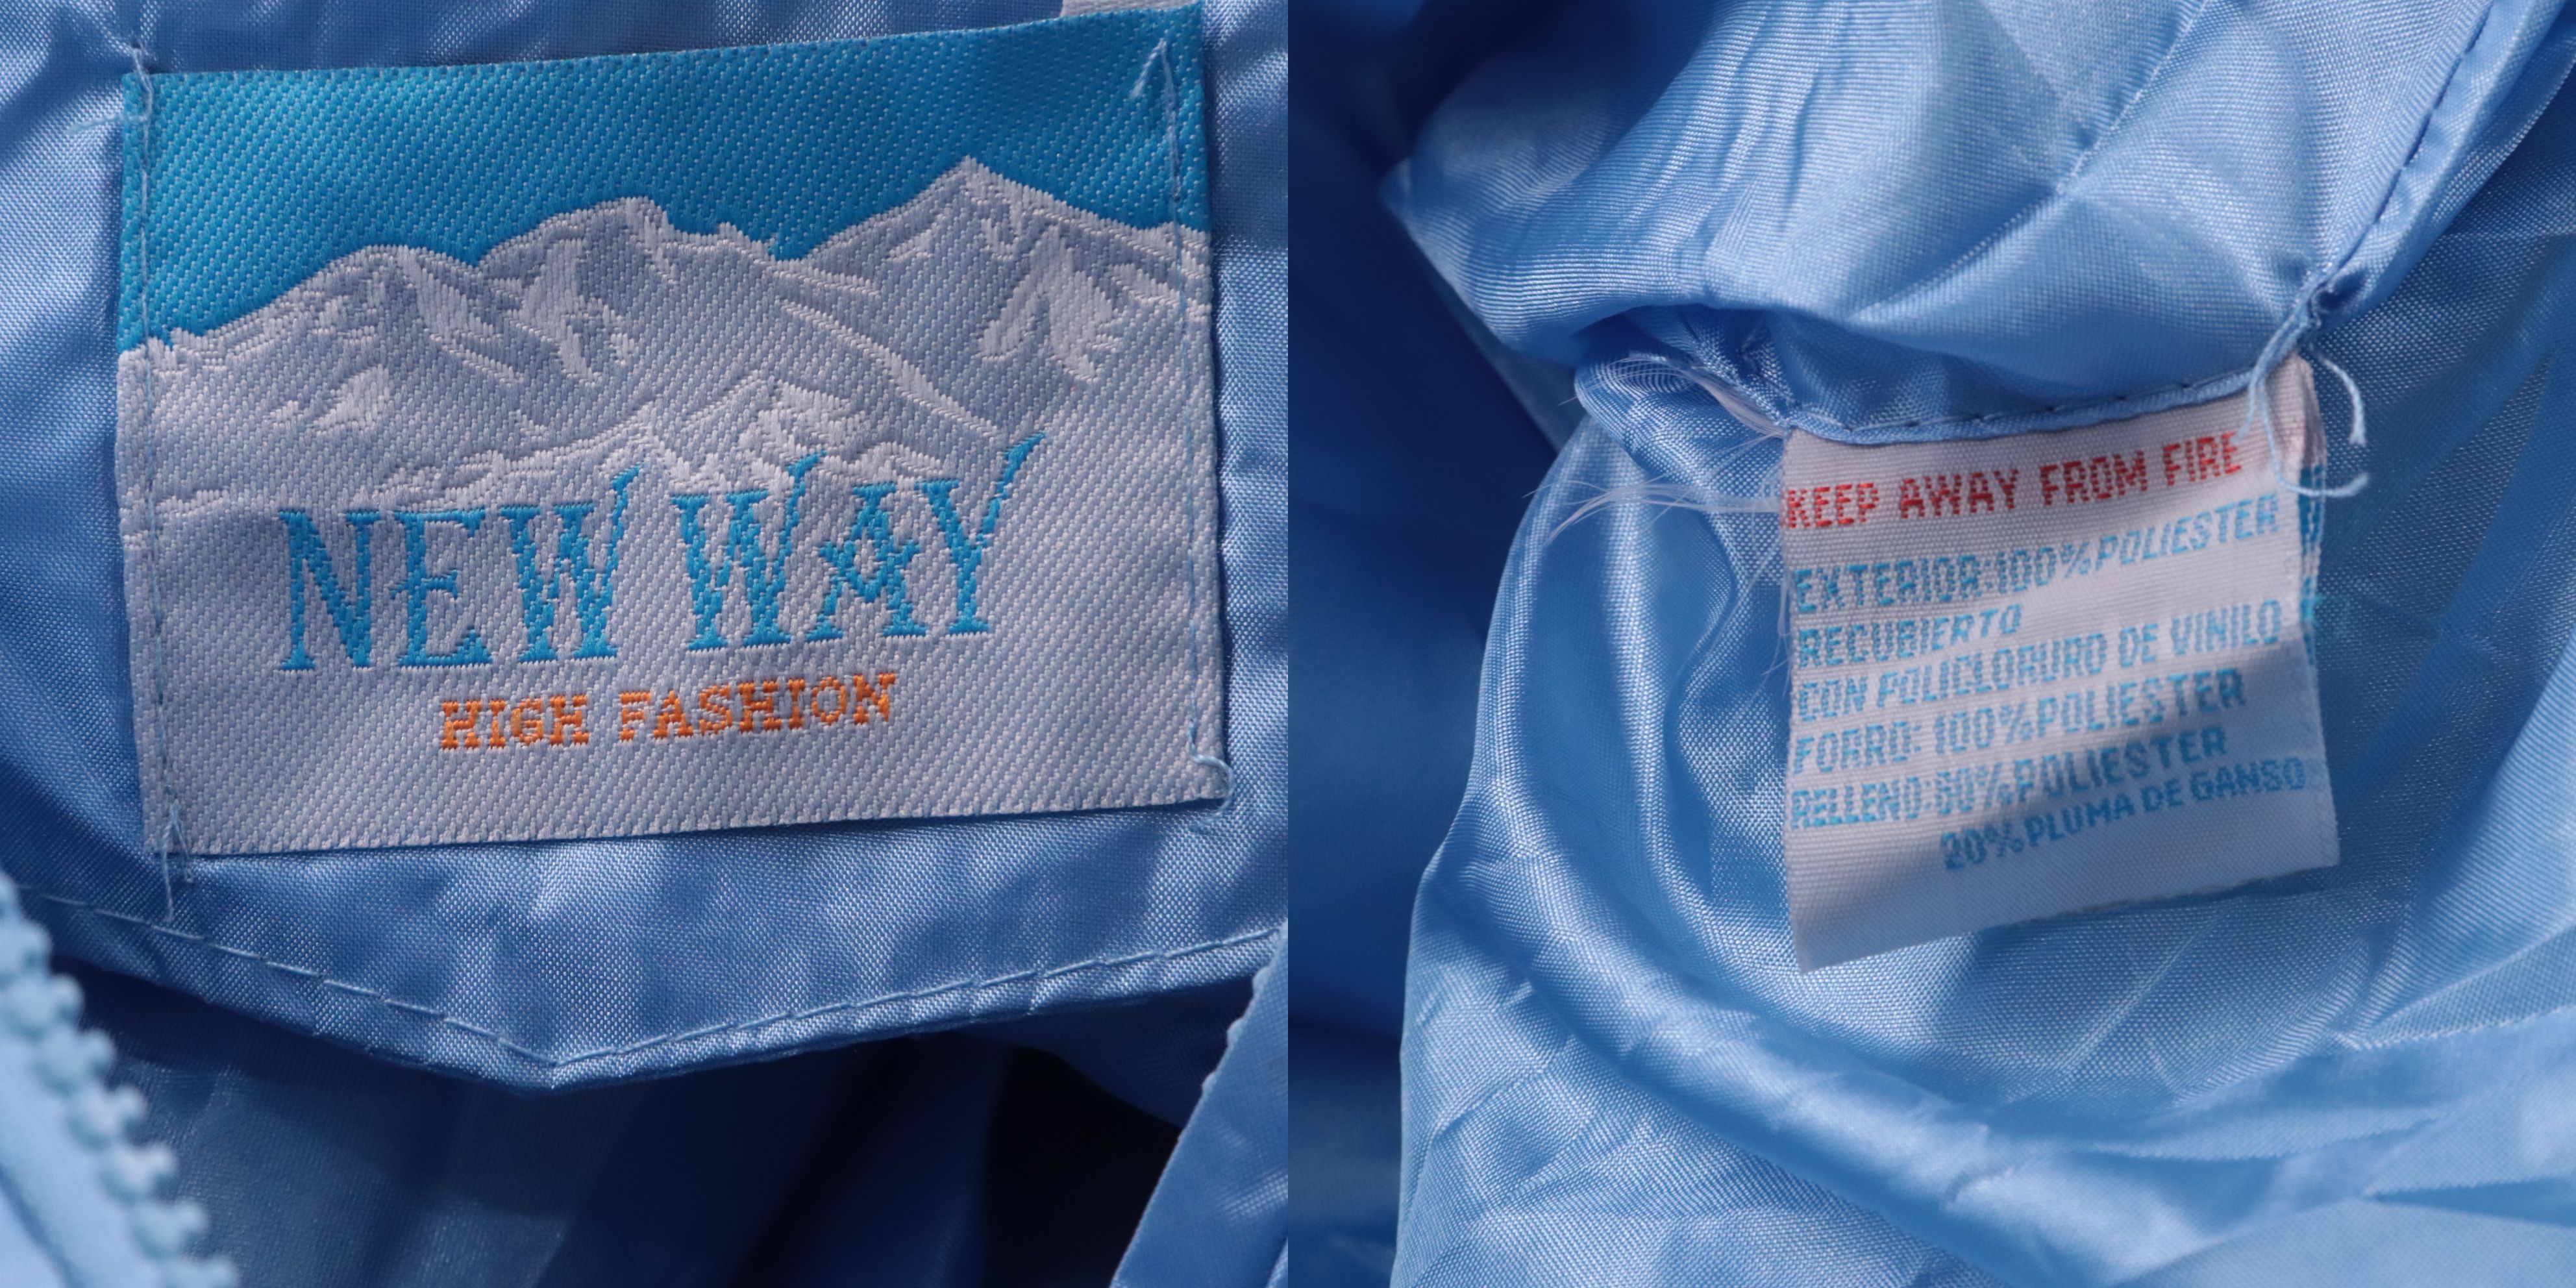 NEW WAY
HIGH FASHION
KEEP AWAY FROM FIRE
EXTERIOR:100%POLIESTER
RECUBIERTO
CON POLICLORURO DE VINILO
FORRO: 100%POLIESTER
RELLENO:80%POLIESTER
20%PLUMA DE GANSO